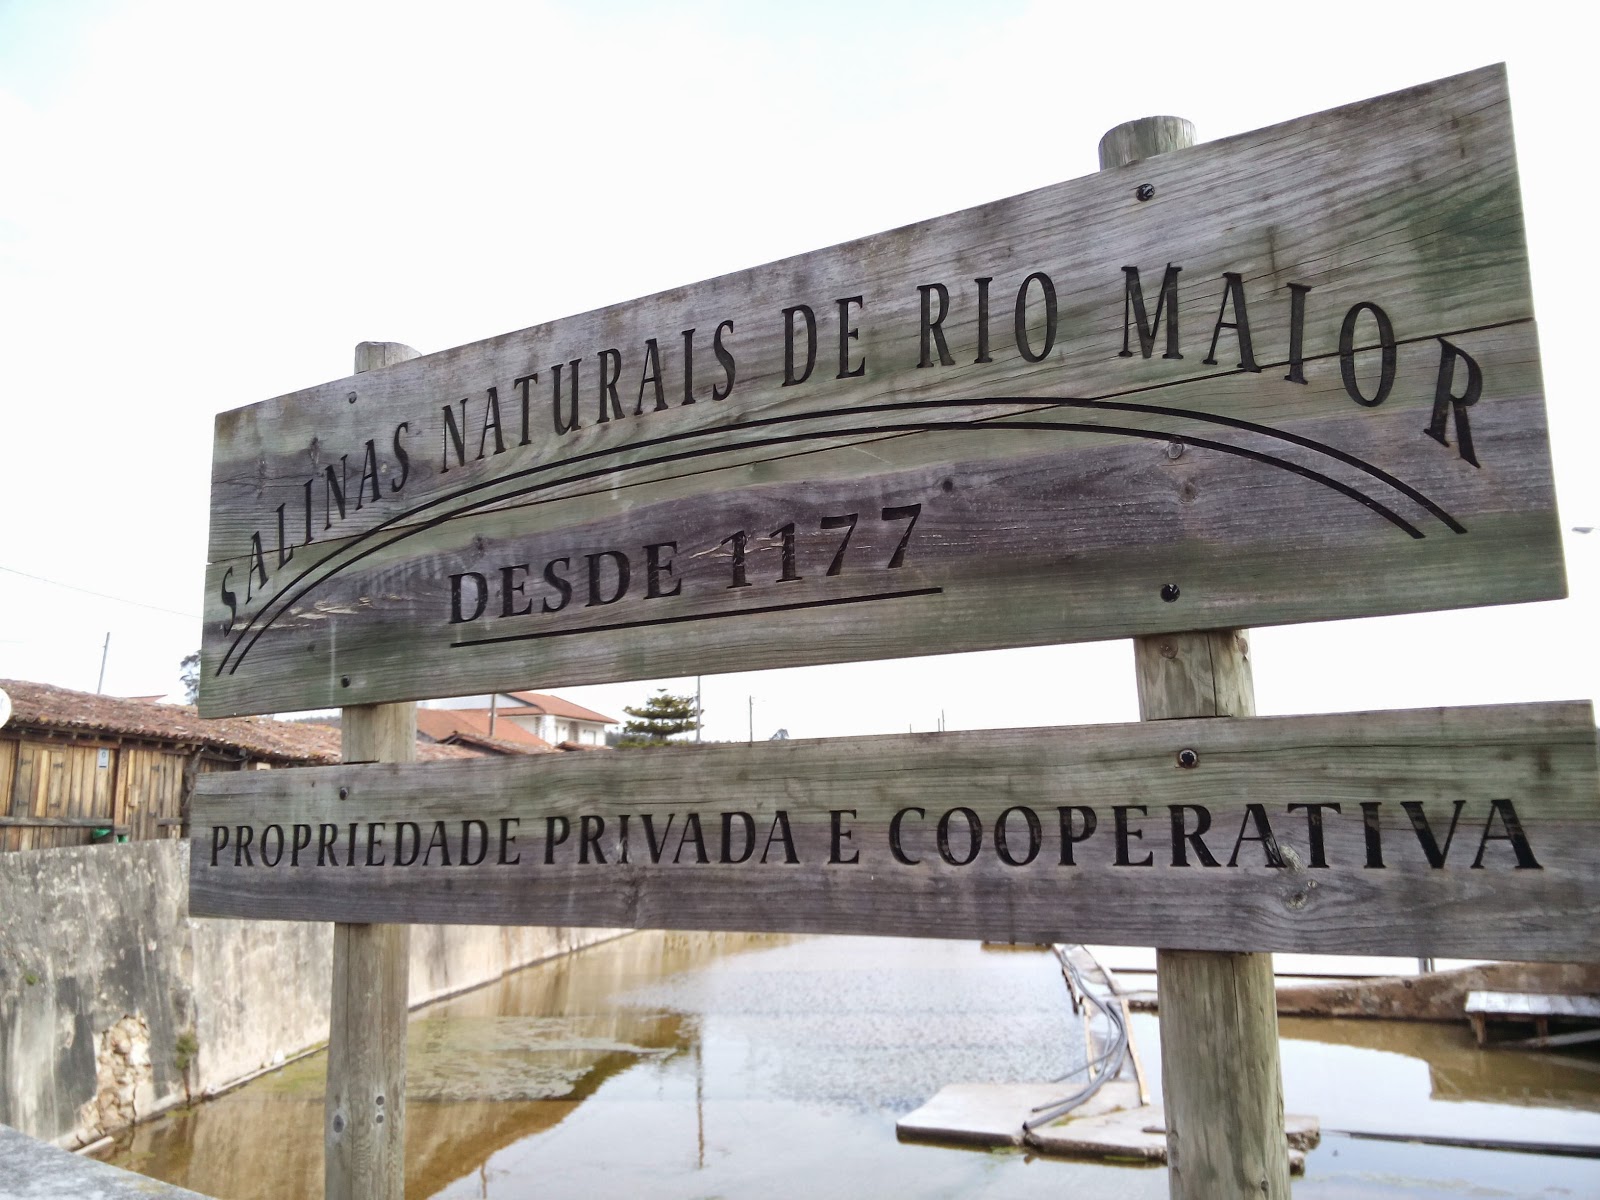 SALINAS NATURAIS DE RIO MAIOR
DESDE 1177
PROPRIEDADE PRIVADA E COOPERATIVA